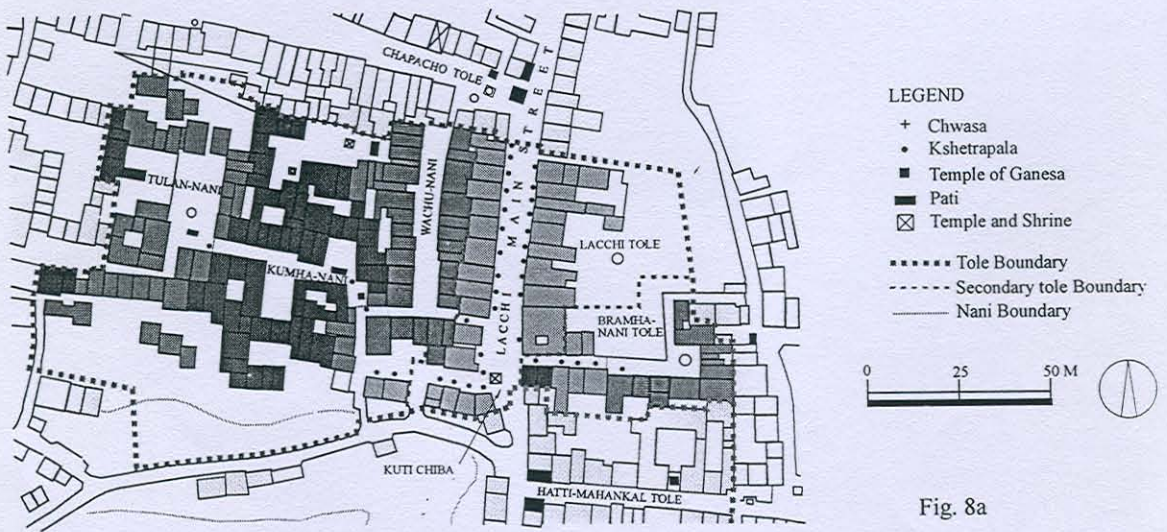 CHAPACHO TOLE
LACCHI MAIN STREET
TULAN-NANI
WACHU-NANI
KUMHA-NANI
LACCHI TOLE
BRAMHA-
NANI TOLE
KUTI CHIBA
HATTI-MAHANKAL TOLE
LEGEND
Chwasa
Kshetrapala
Temple of Ganesa
Pati
Temple and Shrine
Tole Boundary
Secondary tole Boundary
Nani Boundary
0 25 50 M
Fig. 8a